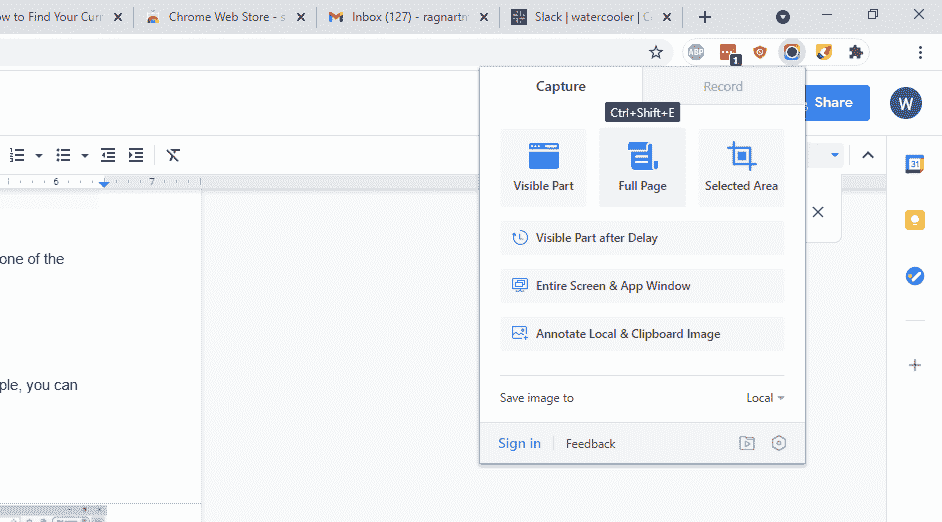 ow to Find Your Curr
Chrome Web Store - s
Inbox (127) - ragnartn
Slack | watercooler | C
ABP
1
Capture
Record
Ctrl+Shift+E
Share
W
Visible Part
Full Page
Selected Area
6
7
31
Visible Part after Delay
one of the
Entire Screen & App Window
Annotate Local & Clipboard Image
ple, you can
Save image to
Local
Sign in
Feedback